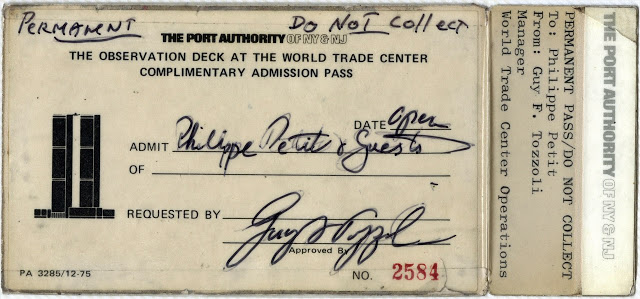 PERMANENT DO NOT Collect
THE PORT AUTHORITY OF NY & NJ
THE OBSERVATION DECK AT THE WORLD TRADE CENTER
COMPLIMENTARY ADMISSION PASS
DATE open
ADMIT Philippe Petit & Guests
OF
REQUESTED BY
Guy F Tozzoli
Approved By
PA 3285/12-75
NO. 2584
THE PORT AUTHORITY OF NY & NJ
PERMANENT PASS/DO NOT COLLECT
To: Philippe Petit
From: Guy F. Tozzoli
Manager
World Trade Center Operations